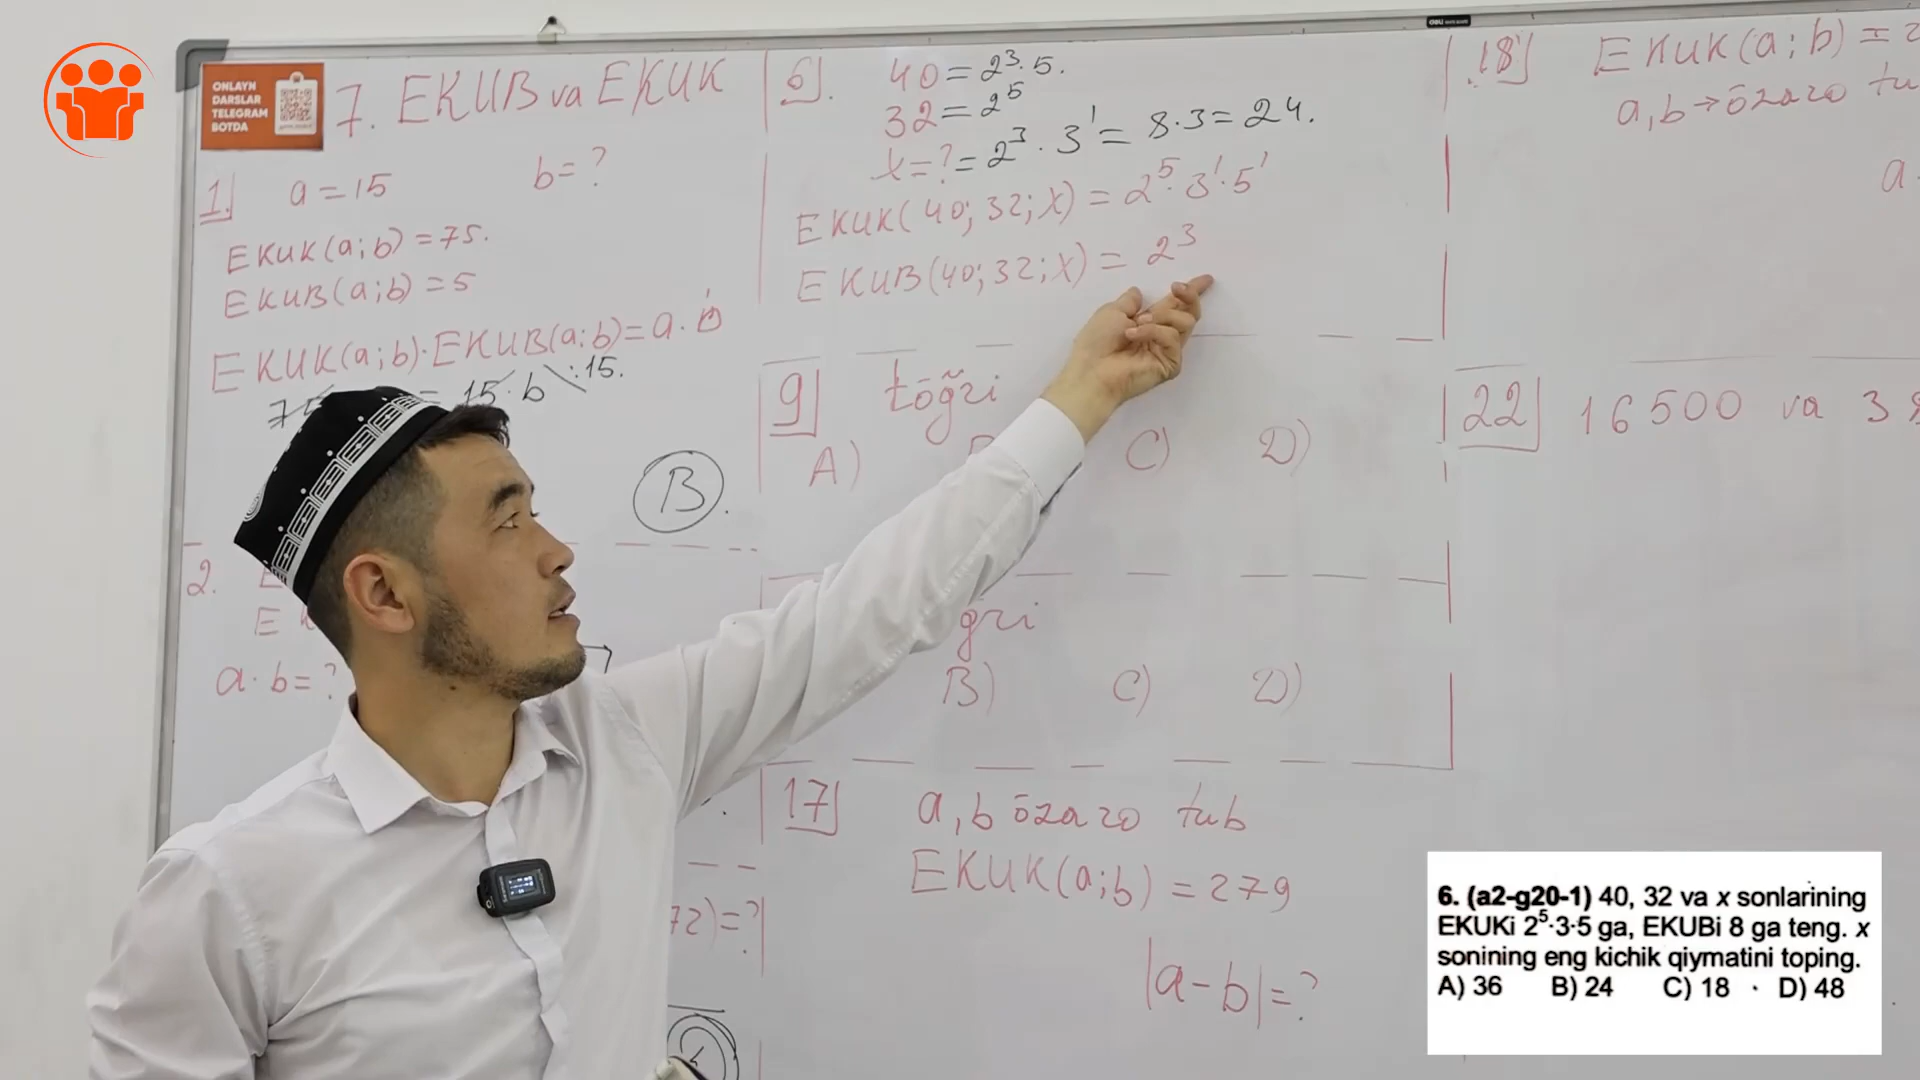 ONLAYN
DARSLAR
TELEGRAM
BOTDA
7. EKUB va EKUK
1. a = 15 b = ?
EKUK(a; b) = 75.
EKUB(a; b) = 5
EKUK(a; b) · EKUB(a; b) = a · b
= 15 · b \ :15.
B
2.
a · b = ?
72) = ?
6. 40 = 2³ · 5.
32 = 2⁵
x = ? = 2³ · 3¹ = 8 · 3 = 24.
EKUK(40; 32; x) = 2⁵ · 3¹ · 5¹
EKUB(40; 32; x) = 2³
9 tōğri
A) C) D)
ğri
B) C) D)
17 a, b ōzaro tub
EKUK(a; b) = 279
|a - b| = ?
18 EKUK(a; b) =
a, b → ōzaro tu
a
22 16500 va 3
6. (a2-g20-1) 40, 32 va x sonlarining
EKUKi 2⁵·3·5 ga, EKUBi 8 ga teng. x
sonining eng kichik qiymatini toping.
A) 36 B) 24 C) 18 · D) 48